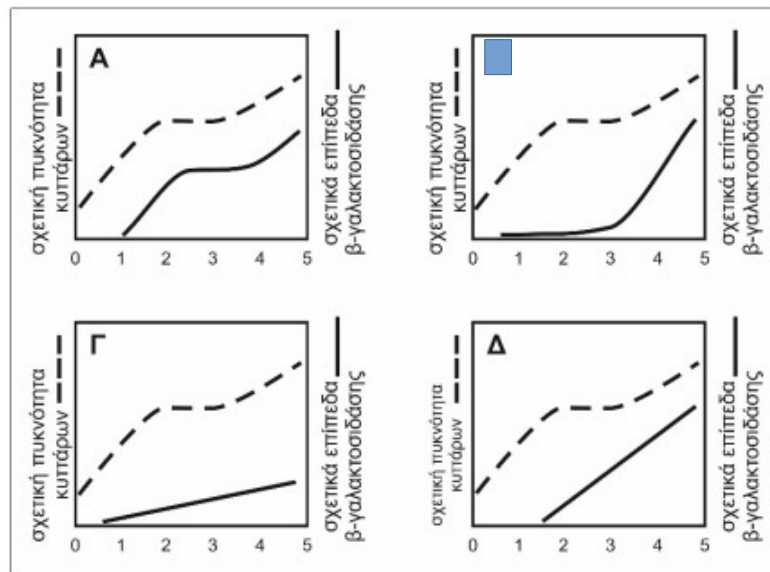 Α
σχετική πυκνότητα
κυττάρων
σχετικά επίπεδα
β-γαλακτοσιδάσης
0 1 2 3 4 5
σχετική πυκνότητα
κυττάρων
σχετικά επίπεδα
β-γαλακτοσιδάσης
0 1 2 3 4 5
Γ
σχετική πυκνότητα
κυττάρων
σχετικά επίπεδα
β-γαλακτοσιδάσης
0 1 2 3 4 5
Δ
σχετική πυκνότητα
κυττάρων
σχετικά επίπεδα
β-γαλακτοσιδάσης
0 1 2 3 4 5